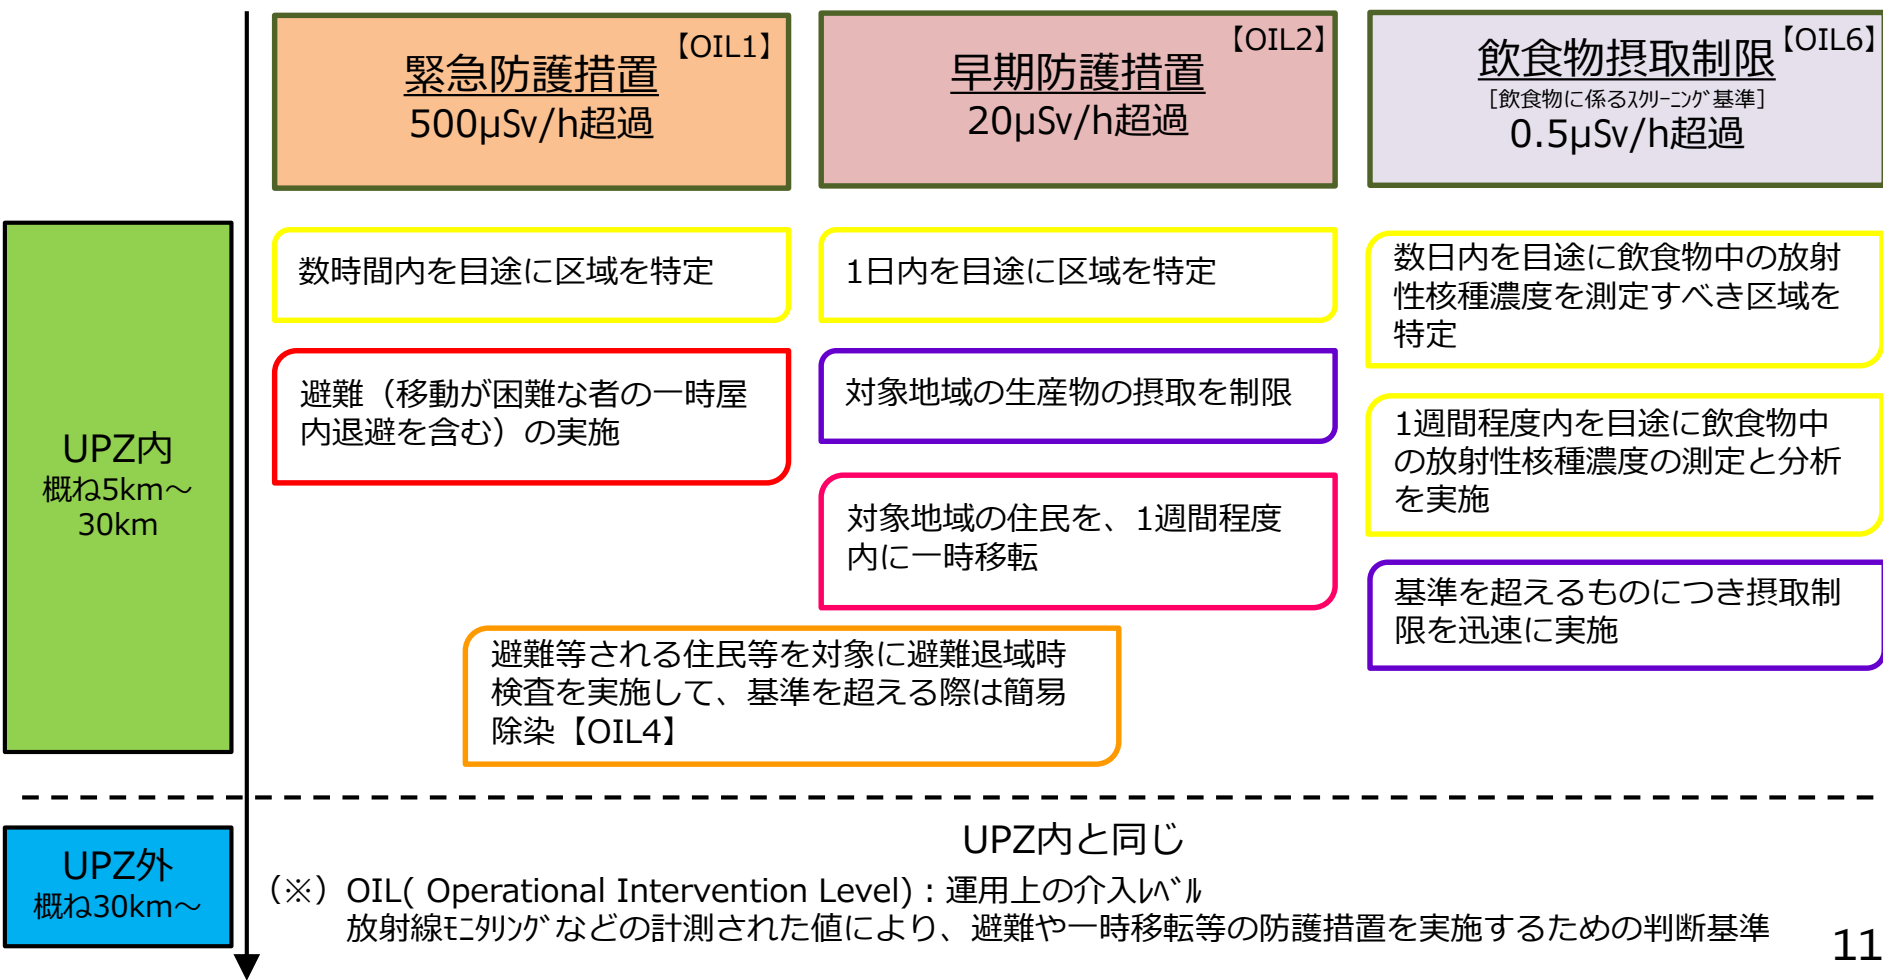 緊急防護措置
【OIL1】
500μSv/h超過
早期防護措置
【OIL2】
20μSv/h超過
飲食物摂取制限
【OIL6】
[飲食物に係るｽｸﾘｰﾆﾝｸﾞ基準]
0.5μSv/h超過
UPZ内
概ね5km～
30km
数時間内を目途に区域を特定
避難（移動が困難な者の一時屋
内退避を含む）の実施
1日内を目途に区域を特定
対象地域の生産物の摂取を制限
対象地域の住民を、1週間程度
内に一時移転
避難等される住民等を対象に避難退域時
検査を実施して、基準を超える際は簡易
除染【OIL4】
数日内を目途に飲食物中の放射
性核種濃度を測定すべき区域を
特定
1週間程度内を目途に飲食物中
の放射性核種濃度の測定と分析
を実施
基準を超えるものにつき摂取制
限を迅速に実施
UPZ外
概ね30km～
UPZ内と同じ
（※）OIL( Operational Intervention Level)：運用上の介入ﾚﾍﾞﾙ
放射線ﾓﾆﾀﾘﾝｸﾞなどの計測された値により、避難や一時移転等の防護措置を実施するための判断基準
11